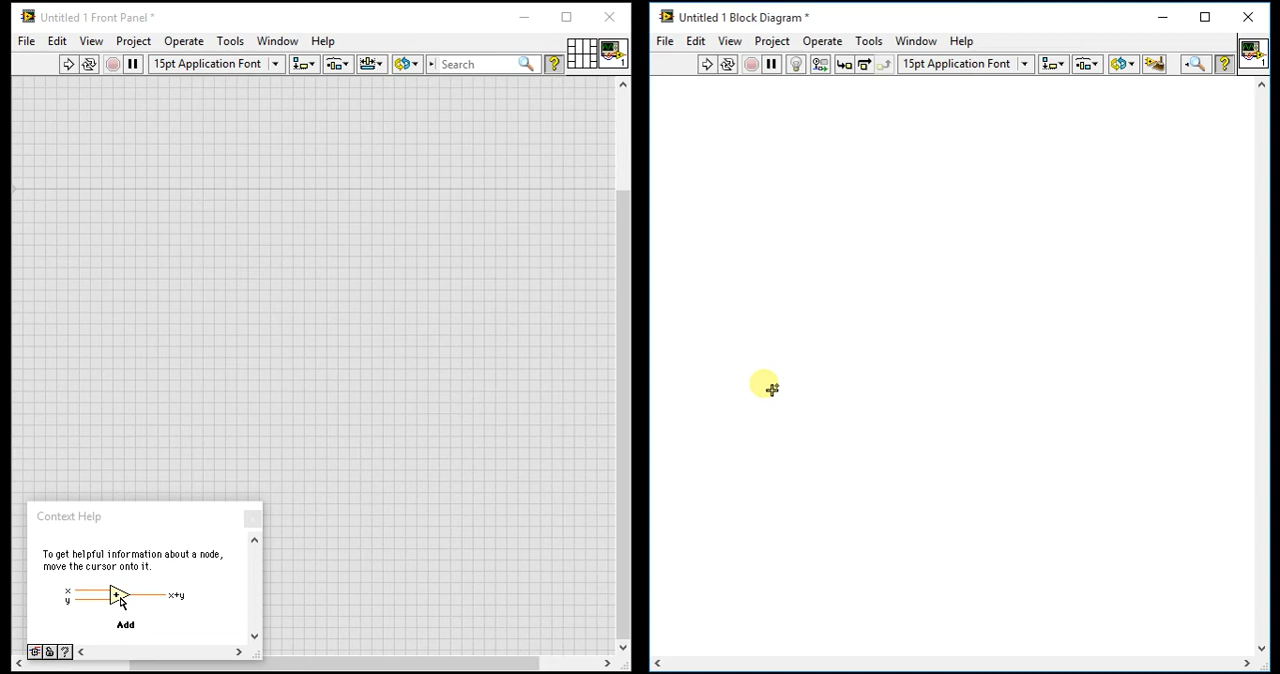 Untitled 1 Front Panel *
File Edit View Project Operate Tools Window Help
15pt Application Font
Search
?
1
Context Help
To get helpful information about a node,
move the cursor onto it.
x
y
+
x+y
Add
?
Untitled 1 Block Diagram *
File Edit View Project Operate Tools Window Help
15pt Application Font
?
1